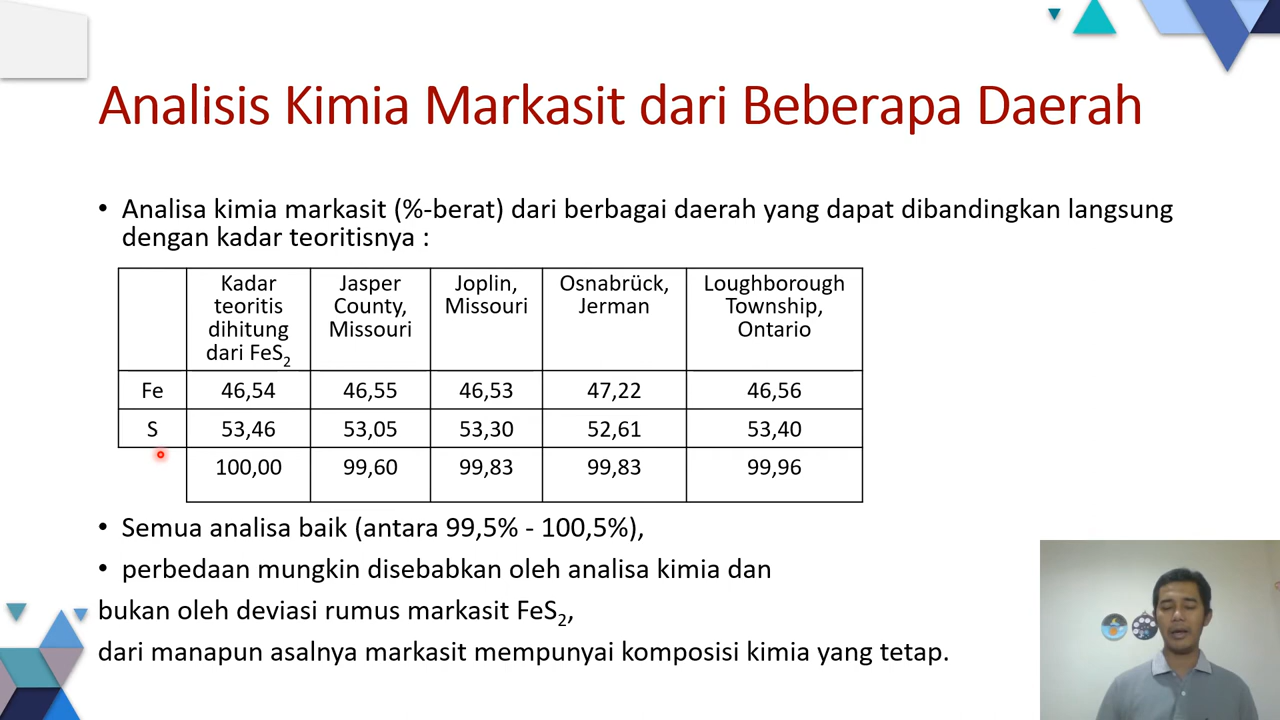 Analisis Kimia Markasit dari Beberapa Daerah
• Analisa kimia markasit (%-berat) dari berbagai daerah yang dapat dibandingkan langsung
dengan kadar teoritisnya :
Kadar teoritis dihitung dari FeS₂ Jasper County, Missouri Joplin, Missouri Osnabrück, Jerman Loughborough Township, Ontario
Fe 46,54 46,55 46,53 47,22 46,56
S 53,46 53,05 53,30 52,61 53,40
100,00 99,60 99,83 99,83 99,96
• Semua analisa baik (antara 99,5% - 100,5%),
• perbedaan mungkin disebabkan oleh analisa kimia dan
bukan oleh deviasi rumus markasit FeS₂,
dari manapun asalnya markasit mempunyai komposisi kimia yang tetap.